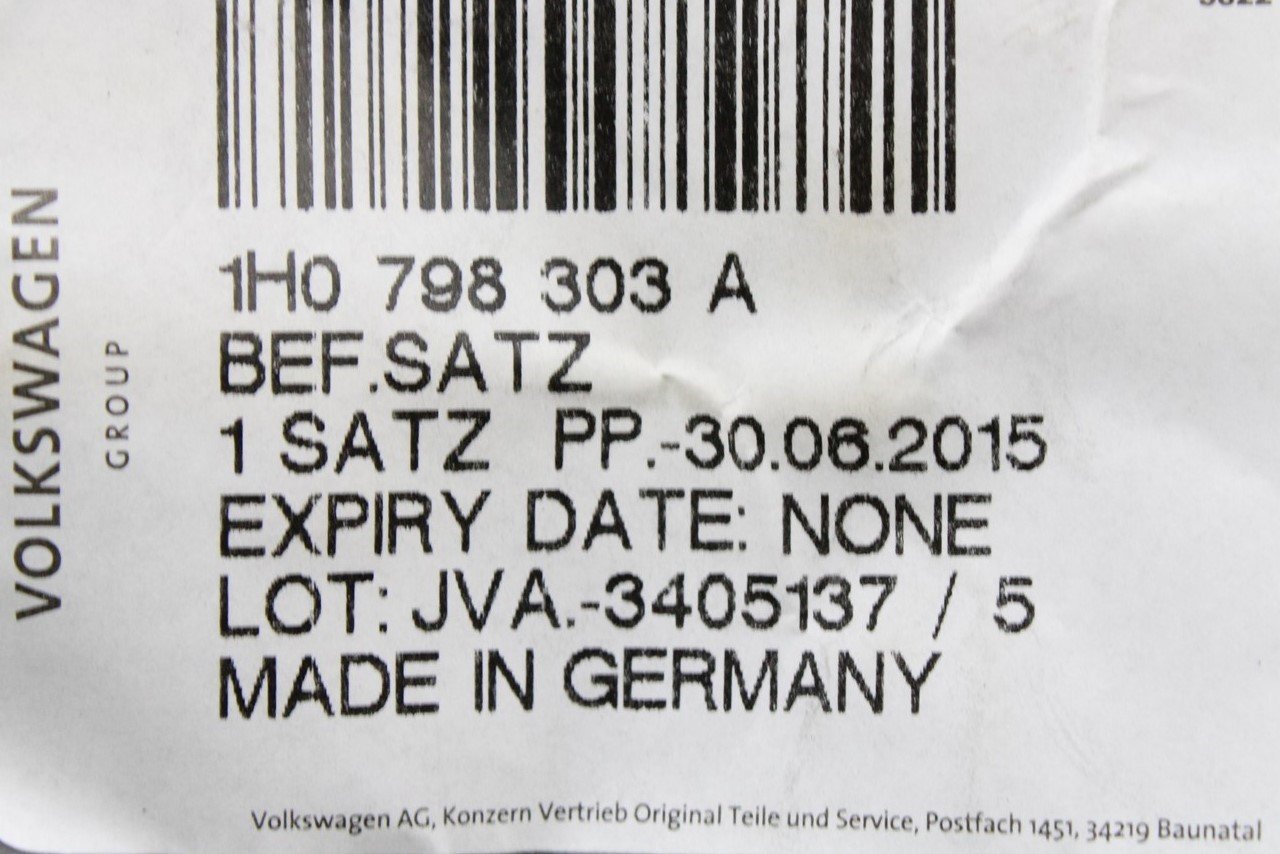 VOLKSWAGEN
GROUP
1H0 798 303 A
BEF.SATZ
1 SATZ PP.-30.06.2015
EXPIRY DATE: NONE
LOT: JVA.-3405137 / 5
MADE IN GERMANY
Volkswagen AG, Konzern Vertrieb Original Teile und Service, Postfach 1451, 34219 Baunatal